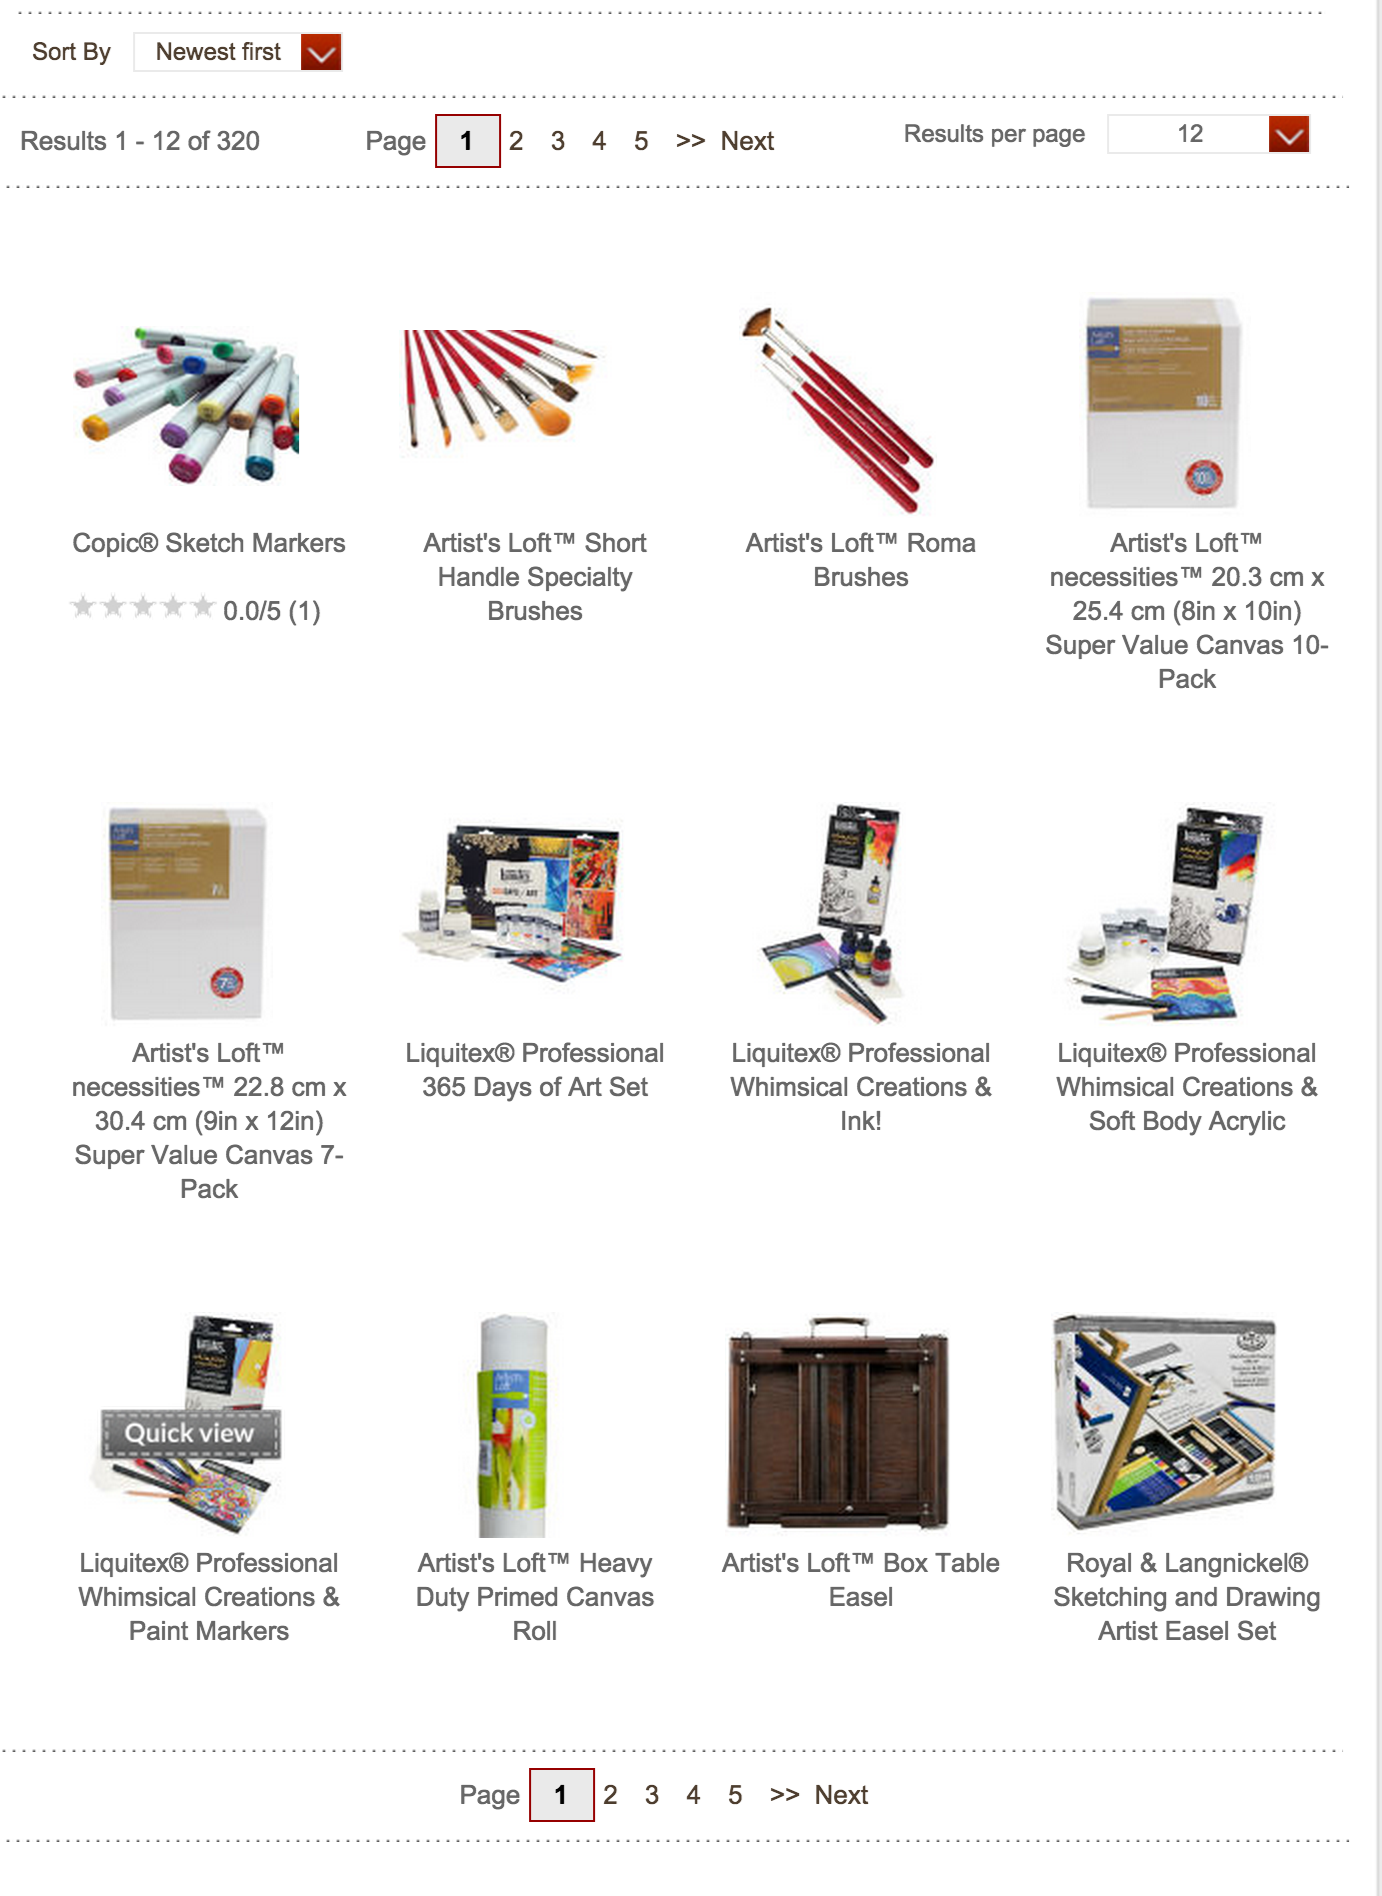 Sort By Newest first
Results 1 - 12 of 320 Page 1 2 3 4 5 >> Next Results per page 12
Copic® Sketch Markers
0.0/5 (1)
Artist's Loft™ Short
Handle Specialty
Brushes
Artist's Loft™ Roma
Brushes
Artist's Loft™
necessities™ 20.3 cm x
25.4 cm (8in x 10in)
Super Value Canvas 10-
Pack
Artist's Loft™
necessities™ 22.8 cm x
30.4 cm (9in x 12in)
Super Value Canvas 7-
Pack
Liquitex® Professional
365 Days of Art Set
Liquitex® Professional
Whimsical Creations &
Ink!
Liquitex® Professional
Whimsical Creations &
Soft Body Acrylic
Quick view
Liquitex® Professional
Whimsical Creations &
Paint Markers
Artist's
Loft
Artist's Loft™ Heavy
Duty Primed Canvas
Roll
Artist's Loft™ Box Table
Easel
Royal & Langnickel®
Sketching and Drawing
Artist Easel Set
Page 1 2 3 4 5 >> Next